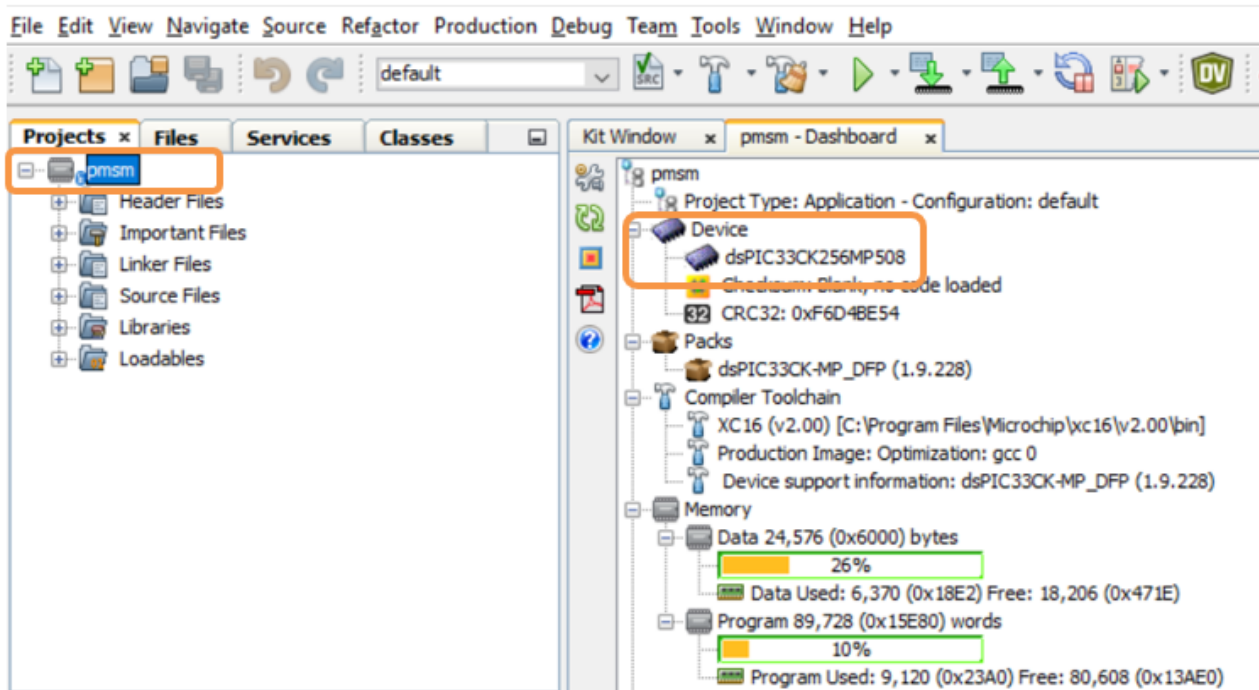 File Edit View Navigate Source Refactor Production Debug Team Tools Window Help
default
SRC
DV
Projects x Files Services Classes
Kit Window x pmsm - Dashboard x
pmsm
Header Files
Important Files
Linker Files
Source Files
Libraries
Loadables
pmsm
Project Type: Application - Configuration: default
Device
dsPIC33CK256MP508
Checksum: Blank, no code loaded
32 CRC32: 0xF6D4BE54
Packs
dsPIC33CK-MP_DFP (1.9.228)
Compiler Toolchain
XC16 (v2.00) [C:\Program Files\Microchip\xc16\v2.00\bin]
Production Image: Optimization: gcc 0
Device support information: dsPIC33CK-MP_DFP (1.9.228)
Memory
Data 24,576 (0x6000) bytes
26%
Data Used: 6,370 (0x18E2) Free: 18,206 (0x471E)
Program 89,728 (0x15E80) words
10%
Program Used: 9,120 (0x23A0) Free: 80,608 (0x13AE0)